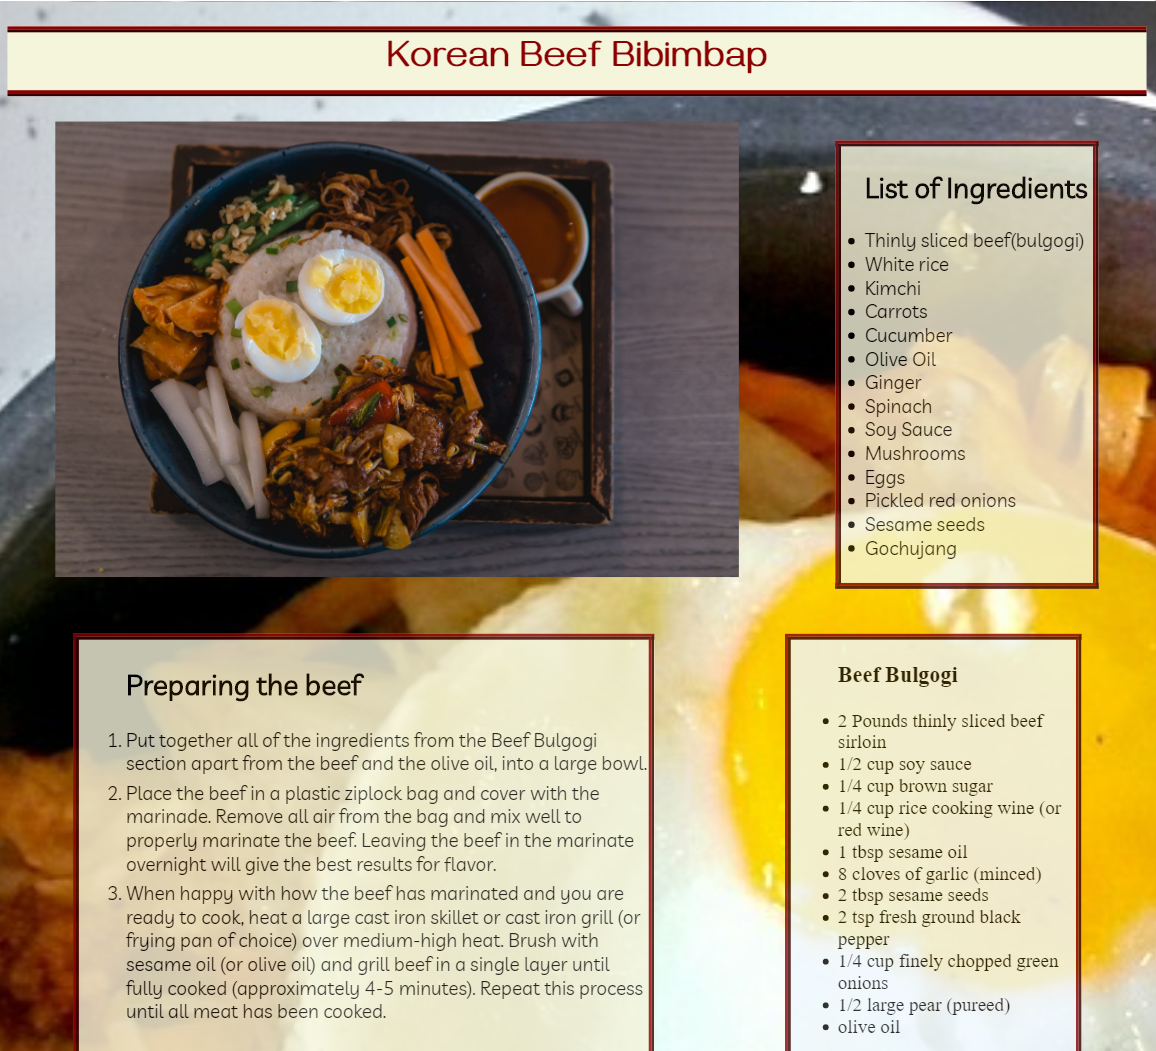 Korean Beef Bibimbap
List of Ingredients
Thinly sliced beef(bulgogi)
White rice
Kimchi
Carrots
Cucumber
Olive Oil
Ginger
Spinach
Soy Sauce
Mushrooms
Eggs
Pickled red onions
Sesame seeds
Gochujang
Preparing the beef
1. Put together all of the ingredients from the Beef Bulgogi
section apart from the beef and the olive oil, into a large bowl.
2. Place the beef in a plastic ziplock bag and cover with the
marinade. Remove all air from the bag and mix well to
properly marinate the beef. Leaving the beef in the marinate
overnight will give the best results for flavor.
3. When happy with how the beef has marinated and you are
ready to cook, heat a large cast iron skillet or cast iron grill (or
frying pan of choice) over medium-high heat. Brush with
sesame oil (or olive oil) and grill beef in a single layer until
fully cooked (approximately 4-5 minutes). Repeat this process
until all meat has been cooked.
Beef Bulgogi
2 Pounds thinly sliced beef
sirloin
1/2 cup soy sauce
1/4 cup brown sugar
1/4 cup rice cooking wine (or
red wine)
1 tbsp sesame oil
8 cloves of garlic (minced)
2 tbsp sesame seeds
2 tsp fresh ground black
pepper
1/4 cup finely chopped green
onions
1/2 large pear (pureed)
olive oil